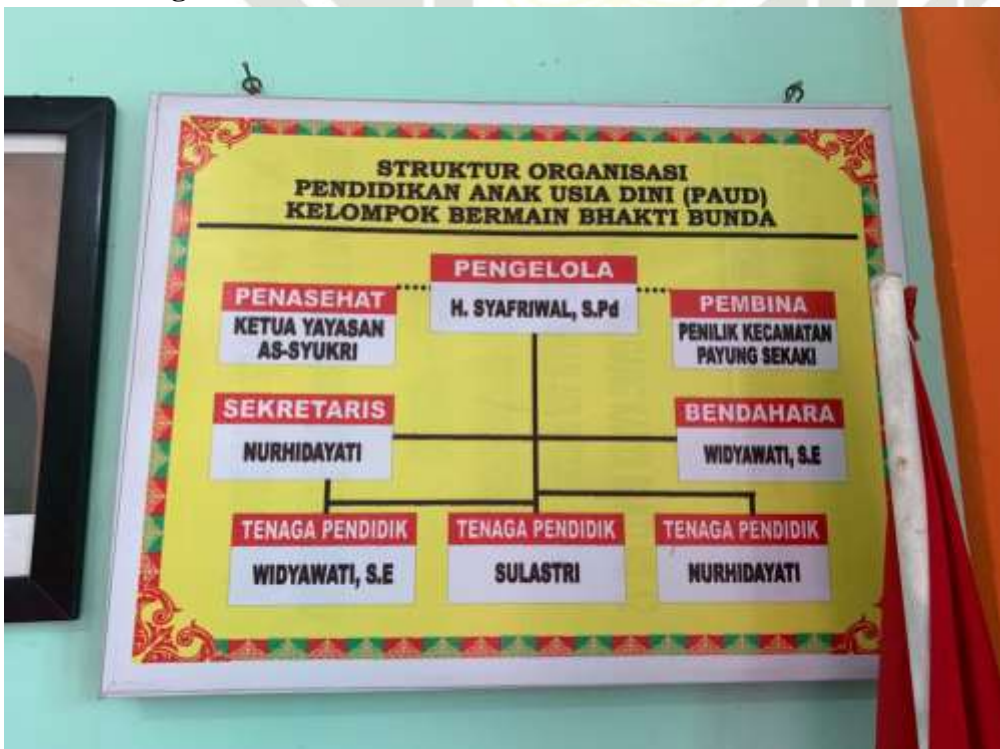 STRUKTUR ORGANISASI
PENDIDIKAN ANAK USIA DINI (PAUD)
KELOMPOK BERMAIN BHAKTI BUNDA
PENGELOLA
H. SYAFRIWAL, S.Pd
PENASEHAT
KETUA YAYASAN
AS-SYUKRI
PEMBINA
PENILIK KECAMATAN
PAYUNG SEKAKI
SEKRETARIS
NURHIDAYATI
BENDAHARA
WIDYAWATI, S.E
TENAGA PENDIDIK
WIDYAWATI, S.E
TENAGA PENDIDIK
SULASTRI
TENAGA PENDIDIK
NURHIDAYATI